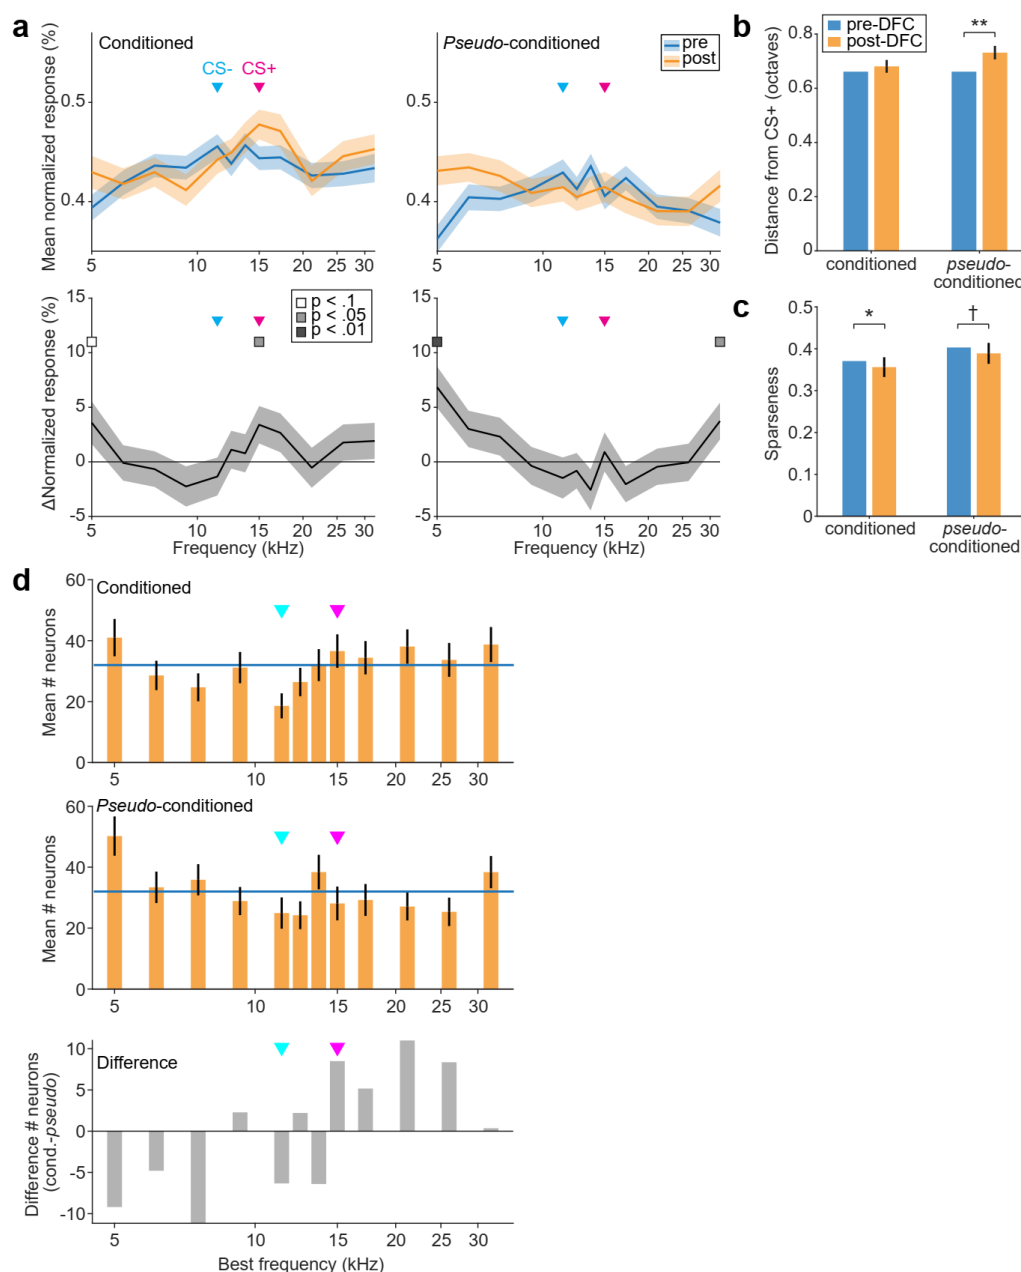 a
Conditioned
Pseudo-conditioned
pre
post
CS- CS+
Mean normalized response (%)
0.5
0.4
5 10 15 20 25 30
0.5
0.4
5 10 15 20 25 30
ΔNormalized response (%)
15
10
5
0
-5
p < .1
p < .05
p < .01
5 10 15 20 25 30
Frequency (kHz)
15
10
5
0
-5
5 10 15 20 25 30
Frequency (kHz)
b
pre-DFC
post-DFC
**
Distance from CS+ (octaves)
0.8
0.6
0.4
0.2
0
conditioned
pseudo-
conditioned
c
Sparseness
0.5
0.4
0.3
0.2
0.1
0
*
†
conditioned
pseudo-
conditioned
d
Conditioned
Mean # neurons
60
40
20
0
5 10 15 20 25 30
Pseudo-conditioned
Mean # neurons
60
40
20
0
5 10 15 20 25 30
Difference
Difference # neurons
(cond.-pseudo)
10
5
0
-5
-10
5 10 15 20 25 30
Best frequency (kHz)